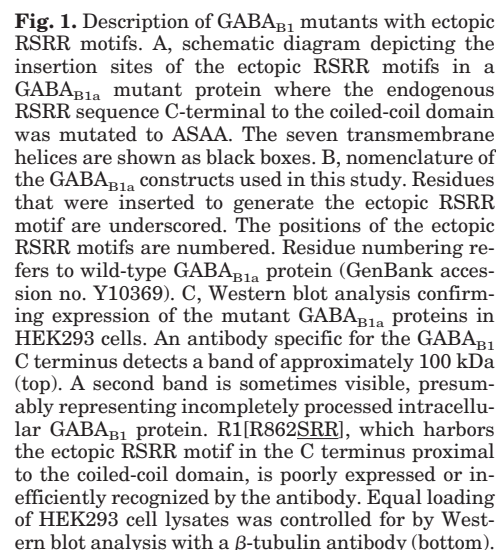 Fig. 1. Description of GABA_B1 mutants with ectopic
RSRR motifs. A, schematic diagram depicting the
insertion sites of the ectopic RSRR motifs in a
GABA_B1a mutant protein where the endogenous
RSRR sequence C-terminal to the coiled-coil domain
was mutated to ASAA. The seven transmembrane
helices are shown as black boxes. B, nomenclature of
the GABA_B1a constructs used in this study. Residues
that were inserted to generate the ectopic RSRR
motif are underscored. The positions of the ectopic
RSRR motifs are numbered. Residue numbering re-
fers to wild-type GABA_B1a protein (GenBank acces-
sion no. Y10369). C, Western blot analysis confirm-
ing expression of the mutant GABA_B1a proteins in
HEK293 cells. An antibody specific for the GABA_B1
C terminus detects a band of approximately 100 kDa
(top). A second band is sometimes visible, presum-
ably representing incompletely processed intracellu-
lar GABA_B1 protein. R1[R862SRR], which harbors
the ectopic RSRR motif in the C terminus proximal
to the coiled-coil domain, is poorly expressed or in-
efficiently recognized by the antibody. Equal loading
of HEK293 cell lysates was controlled for by West-
ern blot analysis with a β-tubulin antibody (bottom).